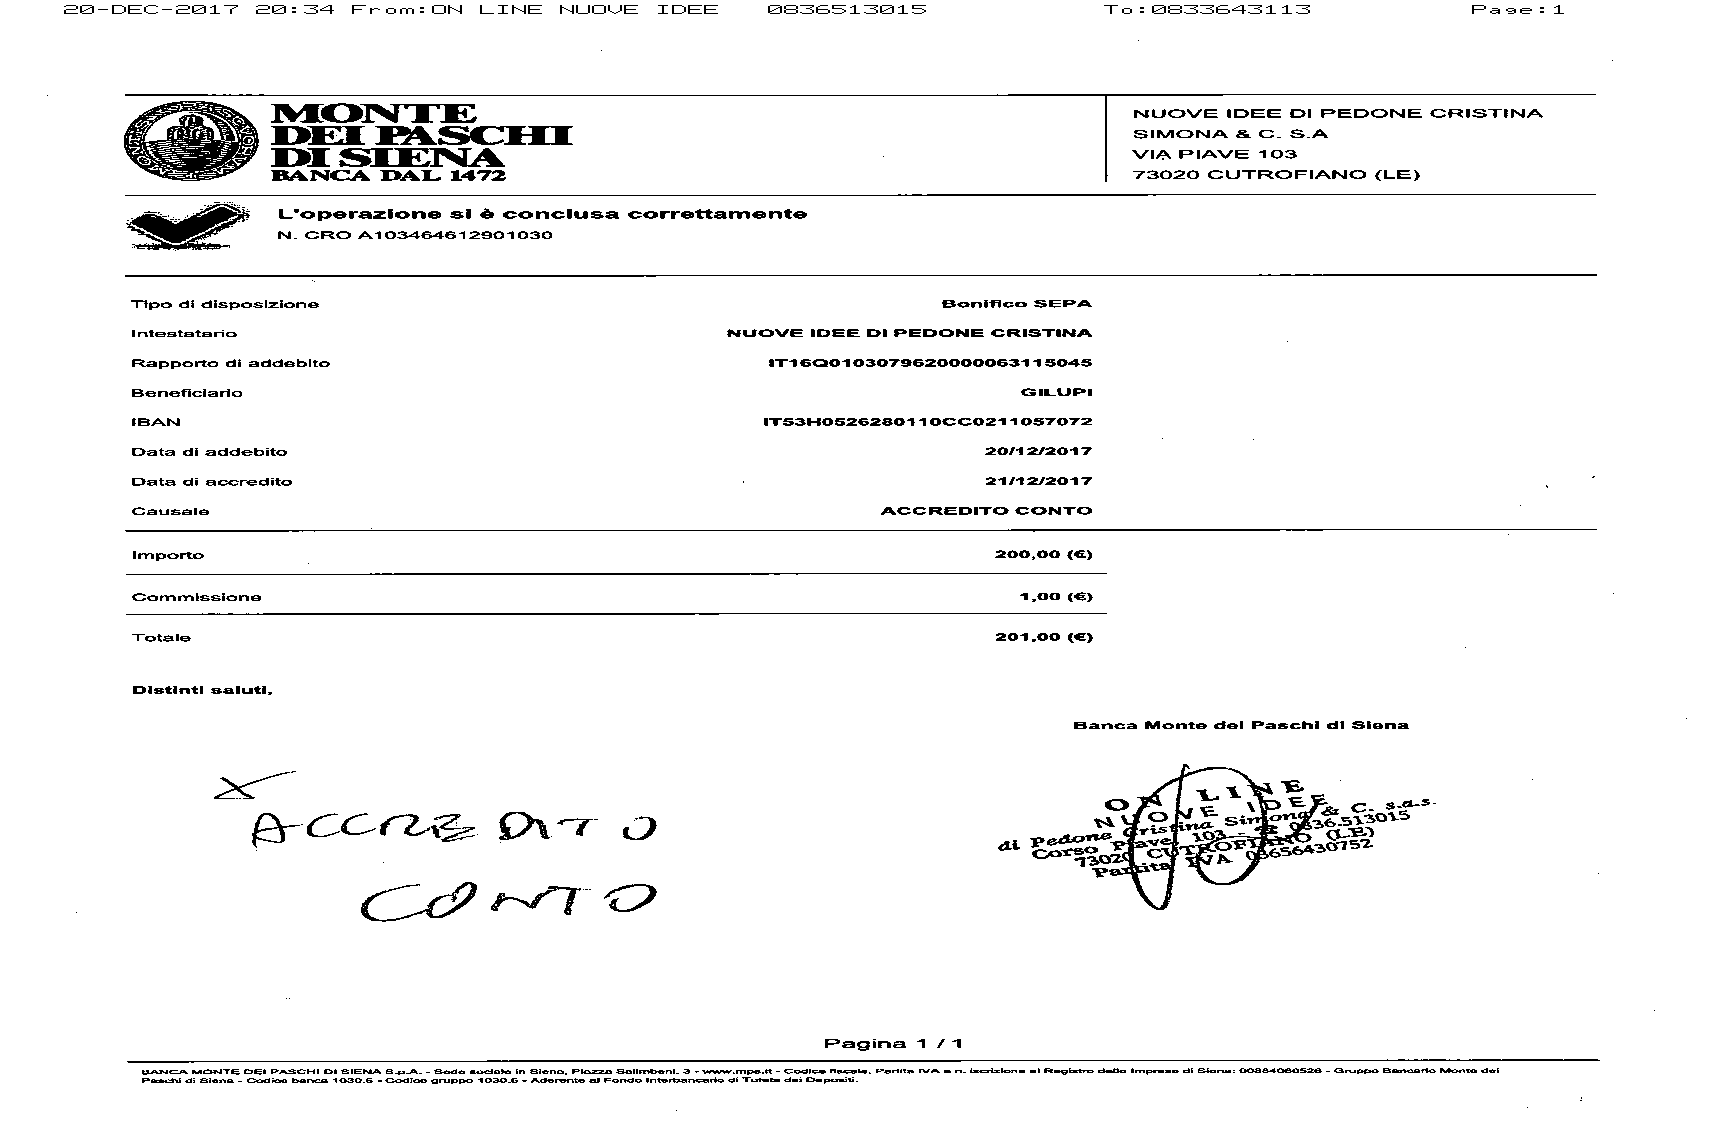 20-DEC-2017 20:34 From:ON LINE NUOVE IDEE 0836513015 To:0833643113 Page:1
MONTE
DEI PASCHI
DI SIENA
BANCA DAL 1472
NUOVE IDEE DI PEDONE CRISTINA
SIMONA & C. S.A
VIA PIAVE 103
73020 CUTROFIANO (LE)
L'operazione si è conclusa correttamente
N. CRO A103464612901030
Tipo di disposizione Bonifico SEPA
Intestatario NUOVE IDEE DI PEDONE CRISTINA
Rapporto di addebito IT16Q0103079620000063115045
Beneficiario GILUPI
IBAN IT53H0526280110CC0211057072
Data di addebito 20/12/2017
Data di accredito 21/12/2017
Causale ACCREDITO CONTO
Importo 200,00 (€)
Commissione 1,00 (€)
Totale 201,00 (€)
Distinti saluti,
Banca Monte dei Paschi di Siena
X
ACCREDITO
CONTO
ON LINE
NUOVE IDEE
di Pedone Cristina Simona & C. s.a.s.
Corso Piave, 103 - ☎ 0836.513015
73020 CUTROFIANO (LE)
Partita IVA 03656430752
Pagina 1 / 1
BANCA MONTE DEI PASCHI DI SIENA S.p.A. - Sede sociale in Siena, Piazza Salimbeni, 3 - www.mps.it - Codice fiscale, Partita IVA e n. iscrizione al Registro delle Imprese di Siena: 00884060526 - Gruppo Bancario Monte dei
Paschi di Siena - Codice banca 1030.6 - Codice gruppo 1030.6 - Aderente al Fondo Interbancario di Tutela dei Depositi.